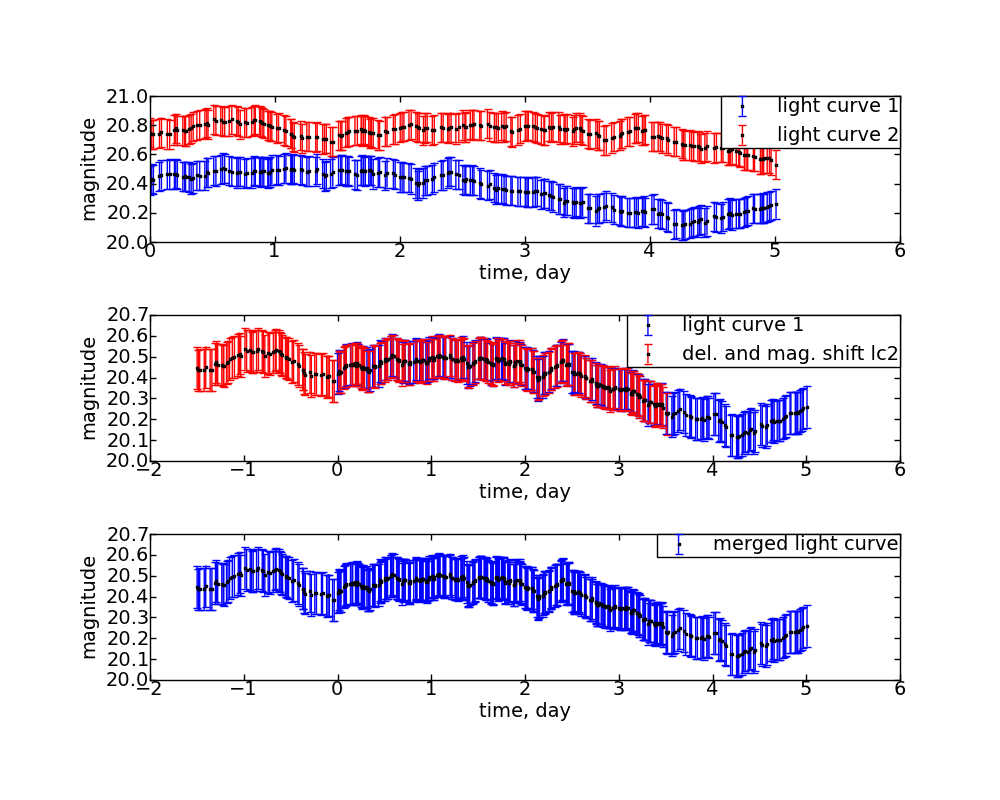 21.0
20.8
20.6
20.4
20.2
20.0
magnitude
light curve 1
light curve 2
0 1 2 3 4 5 6
time, day
20.7
20.6
20.5
20.4
20.3
20.2
20.1
20.0
magnitude
light curve 1
del. and mag. shift lc2
−2 −1 0 1 2 3 4 5 6
time, day
20.7
20.6
20.5
20.4
20.3
20.2
20.1
20.0
magnitude
merged light curve
−2 −1 0 1 2 3 4 5 6
time, day